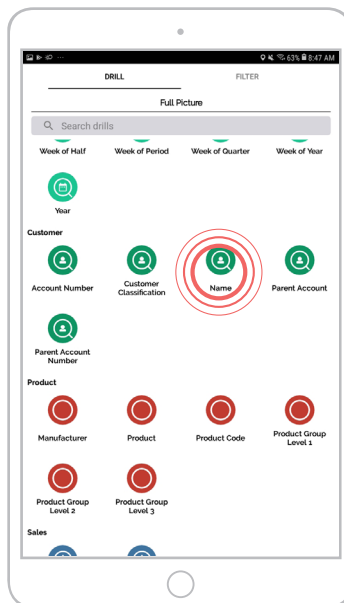 63% 8:47 AM
DRILL FILTER
Full Picture
Search drills
Week of Half Week of Period Week of Quarter Week of Year
Year
Customer
Account Number Customer Classification Name Parent Account
Parent Account Number
Product
Manufacturer Product Product Code Product Group Level 1
Product Group Level 2 Product Group Level 3
Sales